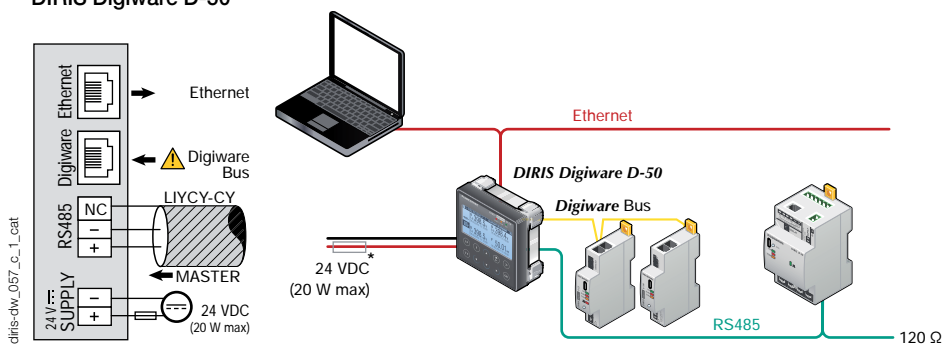 DIRIS Digiware D-50
Ethernet
Ethernet
Digiware
Digiware
Bus
RS485
NC
–
+
LIYCY-CY
MASTER
24 V
SUPPLY
–
+
24 VDC
(20 W max)
diris-dw_057_c_1_cat
Ethernet
DIRIS Digiware D-50
Digiware Bus
*
24 VDC
(20 W max)
RS485
120 Ω